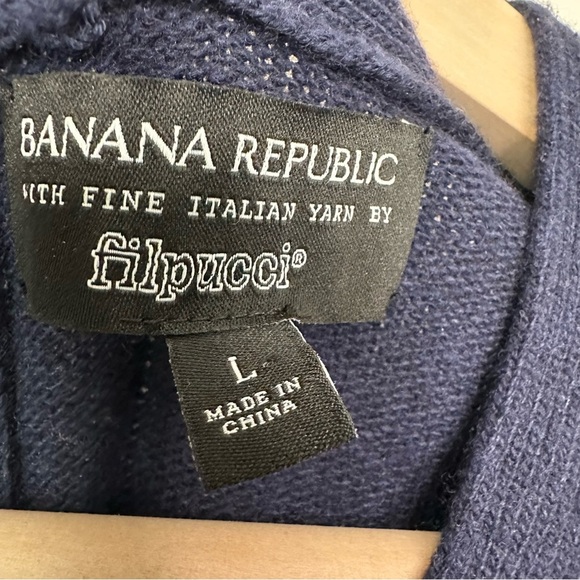 BANANA REPUBLIC
WITH FINE ITALIAN YARN BY
filpucci®
L
MADE IN
CHINA